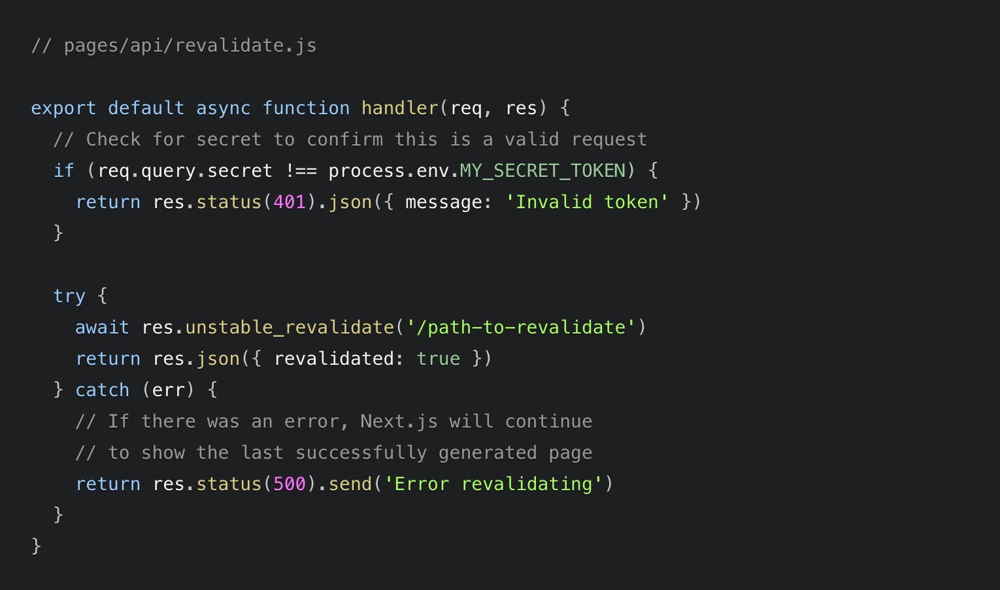 // pages/api/revalidate.js

export default async function handler(req, res) {
  // Check for secret to confirm this is a valid request
  if (req.query.secret !== process.env.MY_SECRET_TOKEN) {
    return res.status(401).json({ message: 'Invalid token' })
  }

  try {
    await res.unstable_revalidate('/path-to-revalidate')
    return res.json({ revalidated: true })
  } catch (err) {
    // If there was an error, Next.js will continue
    // to show the last successfully generated page
    return res.status(500).send('Error revalidating')
  }
}